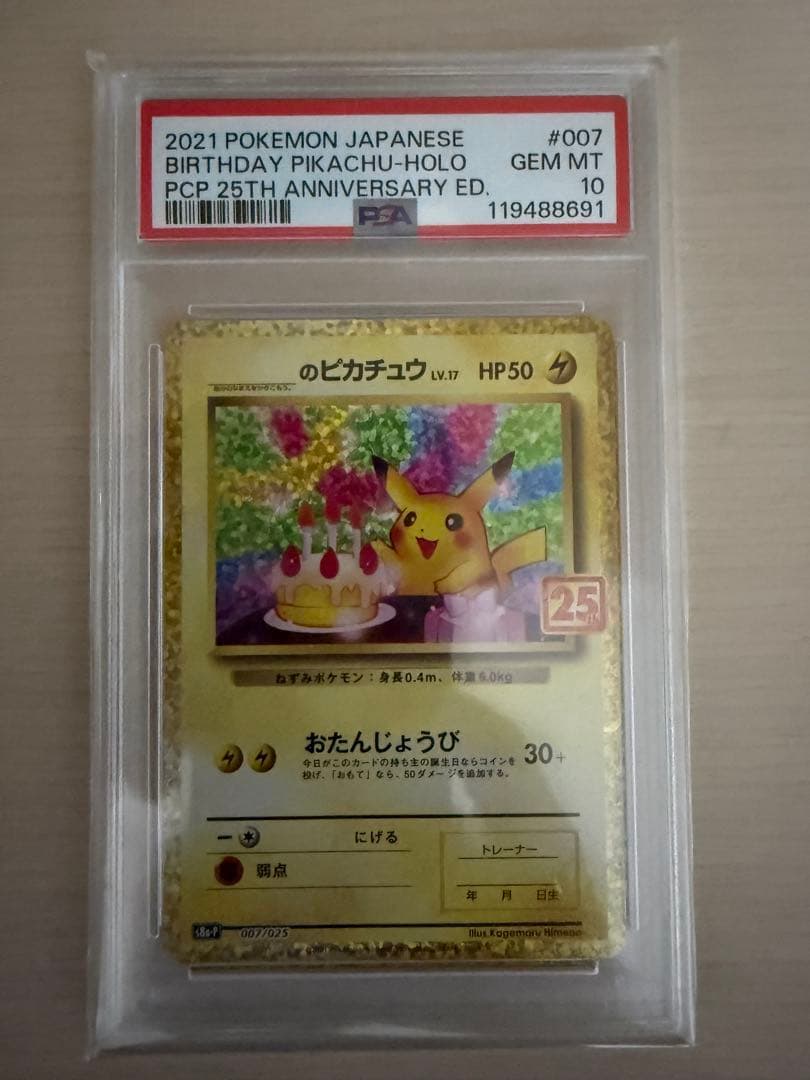 2021 POKEMON JAPANESE #007
BIRTHDAY PIKACHU-HOLO GEM MT
PCP 25TH ANNIVERSARY ED. 10
PSA 119488691
のピカチュウ LV.17 HP50
25th
ねずみポケモン：身長0.4m、体重6.0kg
おたんじょうび 30+
今日がこのカードの持ち主の誕生日ならコインを
投げ、「おもて」なら、50ダメージを追加する。
にげる
弱点
トレーナー
年 月 日生
s8a-P 007/025 Illus. Kagemaru Himeno